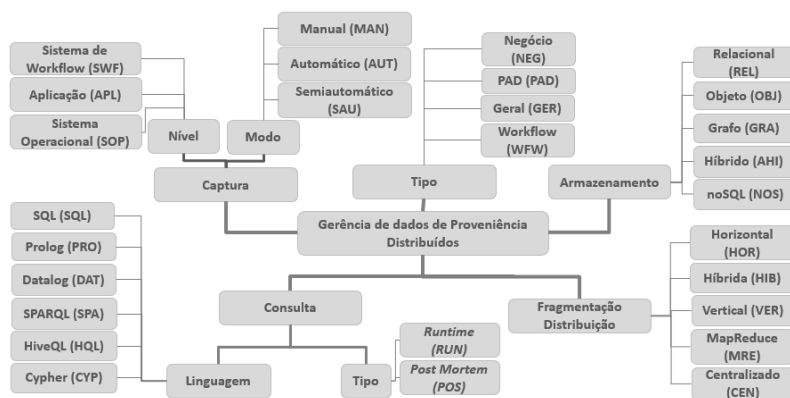 Manual (MAN)
Automático (AUT)
Semiautomático
(SAU)
Sistema de
Workflow (SWF)
Aplicação (APL)
Sistema
Operacional (SOP)
Nível
Modo
Captura
Negócio
(NEG)
PAD (PAD)
Geral (GER)
Workflow
(WFW)
Tipo
Relacional
(REL)
Objeto (OBJ)
Grafo (GRA)
Híbrido (AHI)
noSQL (NOS)
Armazenamento
Gerência de dados de Proveniência
Distribuídos
SQL (SQL)
Prolog (PRO)
Datalog (DAT)
SPARQL (SPA)
HiveQL (HQL)
Cypher (CYP)
Consulta
Linguagem
Tipo
Runtime
(RUN)
Post Mortem
(POS)
Fragmentação
Distribuição
Horizontal
(HOR)
Híbrida (HIB)
Vertical (VER)
MapReduce
(MRE)
Centralizado
(CEN)